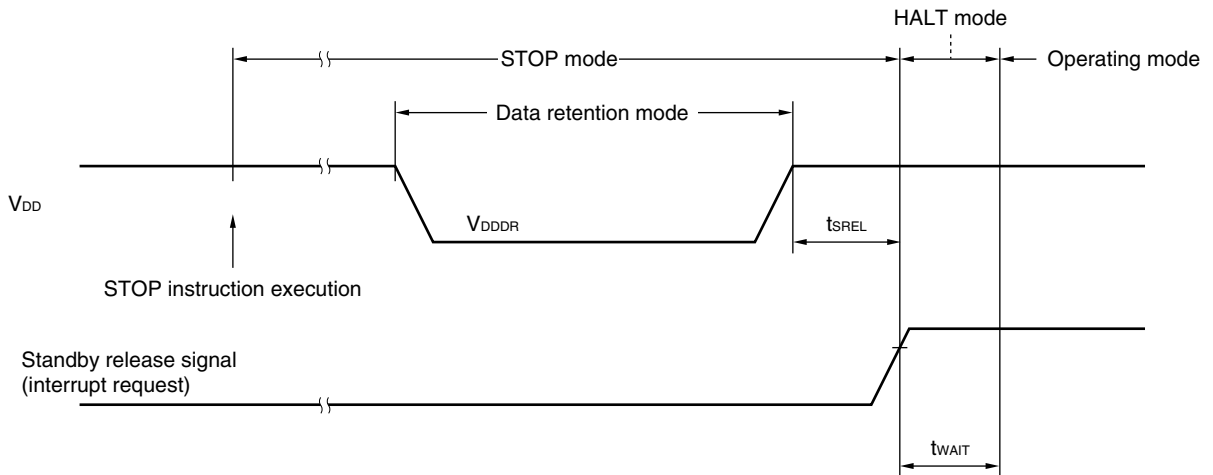 HALT mode
STOP mode
Operating mode
Data retention mode
VDD
VDDDR
tSREL
STOP instruction execution
Standby release signal
(interrupt request)
tWAIT